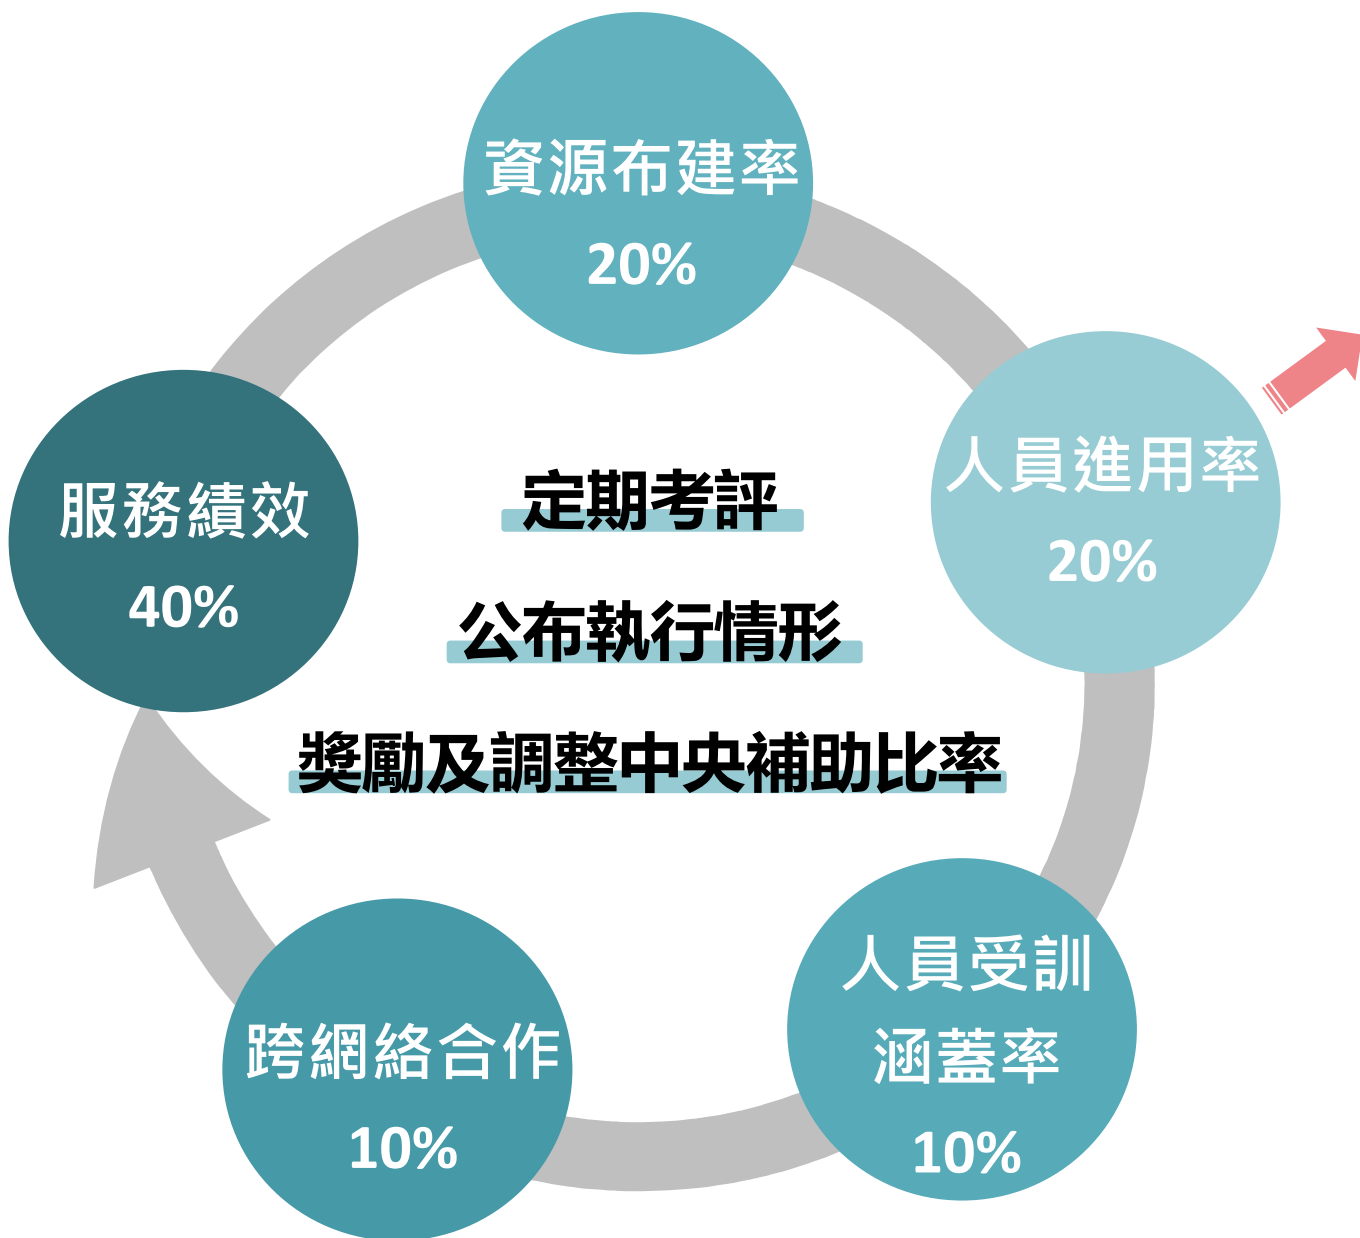 資源布建率
20%
人員進用率
20%
服務績效
40%
定期考評
公布執行情形
獎勵及調整中央補助比率
人員受訓
涵蓋率
10%
跨網絡合作
10%